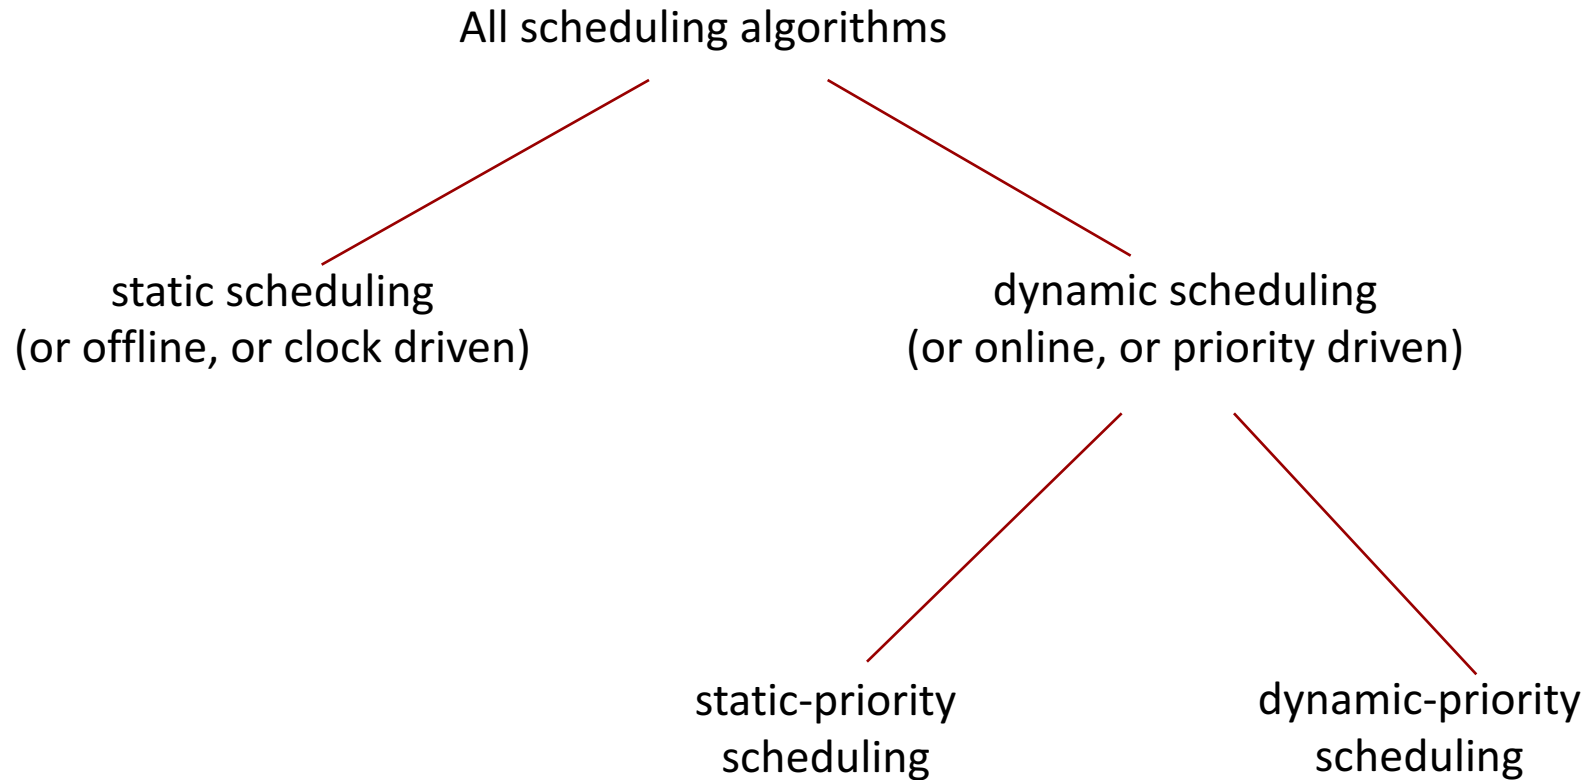 All scheduling algorithms
static scheduling
(or offline, or clock driven)
dynamic scheduling
(or online, or priority driven)
static-priority
scheduling
dynamic-priority
scheduling